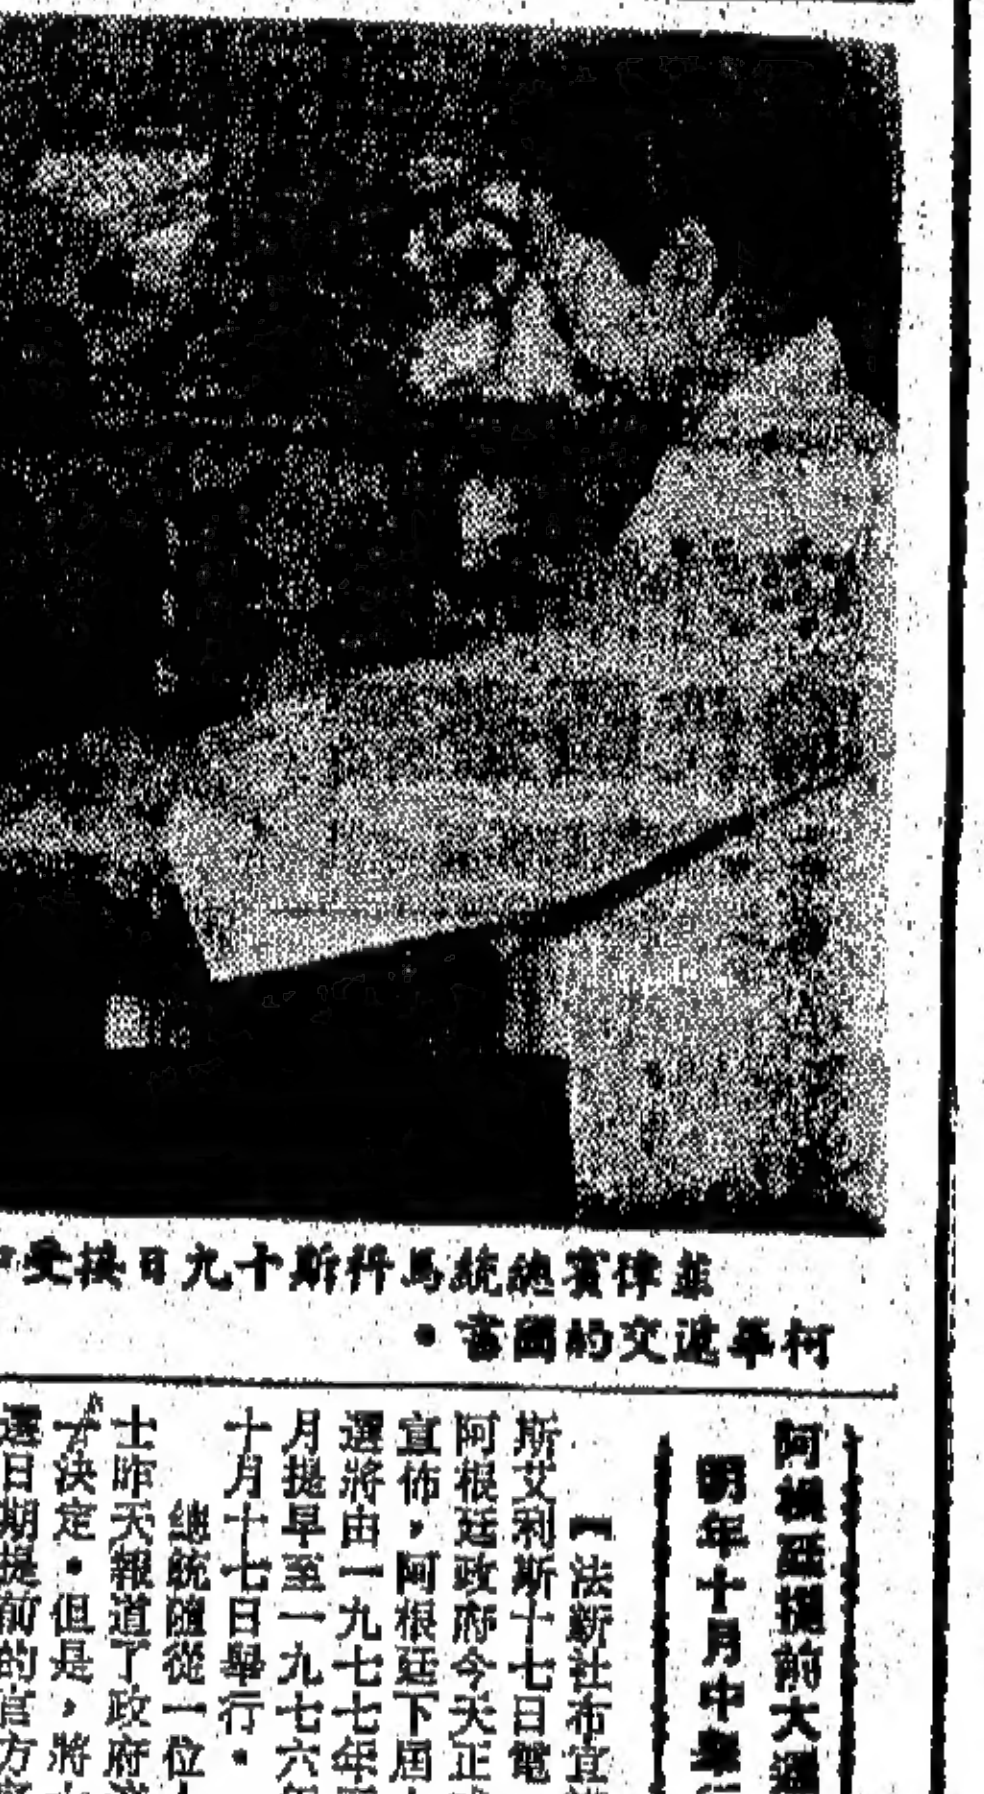 菲律賓總統馬科斯十九日接受
柯華遞交的國書。
阿根廷提前大選
明年十月中舉行
【法新社布宜
斯艾利斯十七日電
阿根廷政府今天正
宣佈，阿根廷下屆
選將由一九七七年
月提早至一九七六年
十月十七日舉行。
總統隨從一位
士昨天報道了政府
方決定。但是，將
選日期提前的官方